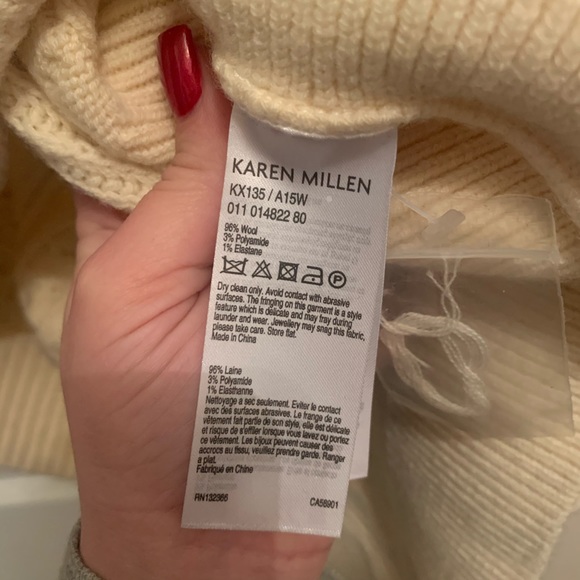 KAREN MILLEN
KX135 / A15W
011 014822 80
96% Wool
3% Polyamide
1% Elastane
Dry clean only. Avoid contact with abrasive
surfaces. The fringing on this garment is a style
feature which is delicate and may fray during
launder and wear. Jewellery may snag this fabric,
please take care. Store flat.
Made in China
96% Laine
3% Polyamide
1% Elasthanne
Nettoyage a sec seulement. Eviter le contact
avec des surfaces abrasives. Le frange de ce
vêtement fait partie de son style, elle est délicate
et risque de s'effiler lorsque vous lavez ou portez
ce vêtement. Les bijoux peuvent causer des
accrocs au tissu, veuillez prendre garde. Ranger
a plat.
Fabriqué en Chine
RN132366 CA56901